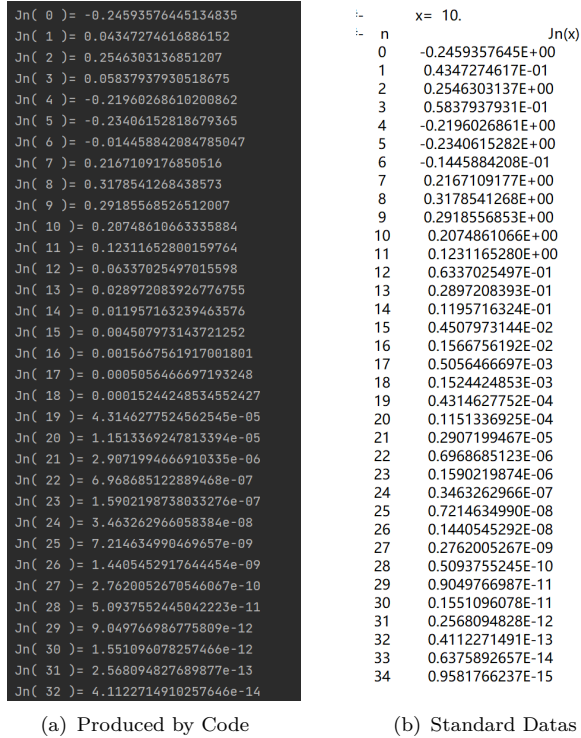 Jn( 0 )= -0.24593576445134835
Jn( 1 )= 0.04347274616886152
Jn( 2 )= 0.2546303136851207
Jn( 3 )= 0.05837937930518675
Jn( 4 )= -0.21960268610200862
Jn( 5 )= -0.23406152818679365
Jn( 6 )= -0.014458842084785047
Jn( 7 )= 0.2167109176850516
Jn( 8 )= 0.3178541268438573
Jn( 9 )= 0.29185568526512007
Jn( 10 )= 0.20748610663335884
Jn( 11 )= 0.12311652800159764
Jn( 12 )= 0.06337025497015598
Jn( 13 )= 0.028972083926776755
Jn( 14 )= 0.011957163239463576
Jn( 15 )= 0.004507973143721252
Jn( 16 )= 0.0015667561917001801
Jn( 17 )= 0.0005056466697193248
Jn( 18 )= 0.00015244248534552427
Jn( 19 )= 4.3146277524562545e-05
Jn( 20 )= 1.1513369247813394e-05
Jn( 21 )= 2.9071994466910335e-06
Jn( 22 )= 6.968685122889468e-07
Jn( 23 )= 1.5902198738033276e-07
Jn( 24 )= 3.463262966058384e-08
Jn( 25 )= 7.214634990469657e-09
Jn( 26 )= 1.4405452917644454e-09
Jn( 27 )= 2.7620052670546067e-10
Jn( 28 )= 5.0937552445042223e-11
Jn( 29 )= 9.049766986775809e-12
Jn( 30 )= 1.551096078257466e-12
Jn( 31 )= 2.568094827689877e-13
Jn( 32 )= 4.1122714910257646e-14
(a) Produced by Code
x= 10.
n Jn(x)
0 -0.2459357645E+00
1 0.4347274617E-01
2 0.2546303137E+00
3 0.5837937931E-01
4 -0.2196026861E+00
5 -0.2340615282E+00
6 -0.1445884208E-01
7 0.2167109177E+00
8 0.3178541268E+00
9 0.2918556853E+00
10 0.2074861066E+00
11 0.1231165280E+00
12 0.6337025497E-01
13 0.2897208393E-01
14 0.1195716324E-01
15 0.4507973144E-02
16 0.1566756192E-02
17 0.5056466697E-03
18 0.1524424853E-03
19 0.4314627752E-04
20 0.1151336925E-04
21 0.2907199467E-05
22 0.6968685123E-06
23 0.1590219874E-06
24 0.3463262966E-07
25 0.7214634990E-08
26 0.1440545292E-08
27 0.2762005267E-09
28 0.5093755245E-10
29 0.9049766987E-11
30 0.1551096078E-11
31 0.2568094828E-12
32 0.4112271491E-13
33 0.6375892657E-14
34 0.9581766237E-15
(b) Standard Datas